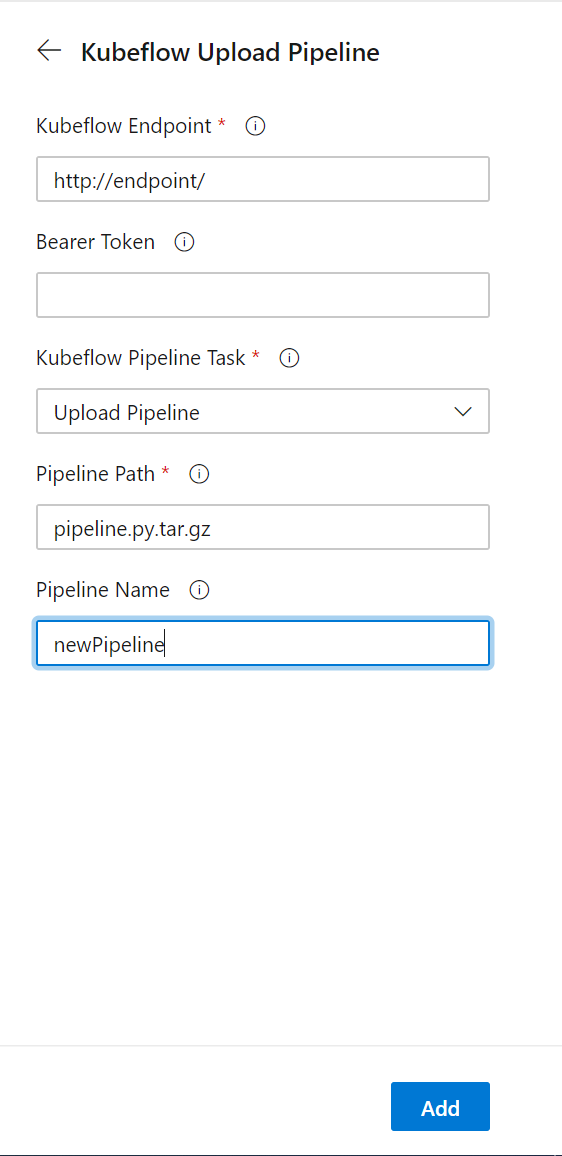 Kubeflow Upload Pipeline
Kubeflow Endpoint *
http://endpoint/
Bearer Token
Kubeflow Pipeline Task *
Upload Pipeline
Pipeline Path *
pipeline.py.tar.gz
Pipeline Name
newPipeline
Add